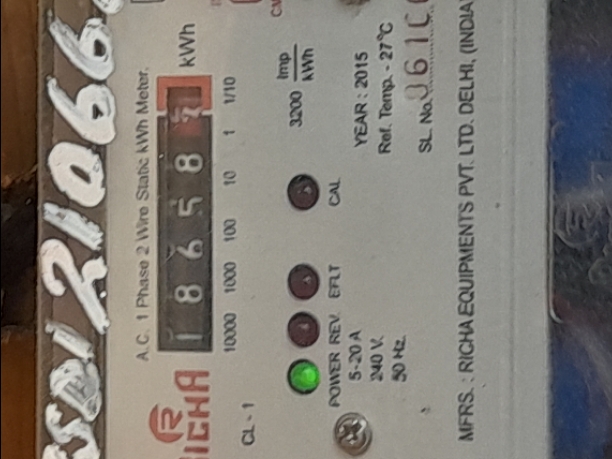 A.C. 1 Phase 2 Wire Static kWh Meter.
1 8 6 5 8
kWh
10000 1000 100 10 1 1/10
RICHA
CL - 1
3200 Imp
kWh
POWER REV. EFLT CAL
5-20 A
240 V.
50 Hz.
YEAR : 2015
Ref. Temp. - 27°C
SL. No. 061C
MFRS. : RICHA EQUIPMENTS PVT. LTD. DELHI, (INDIA